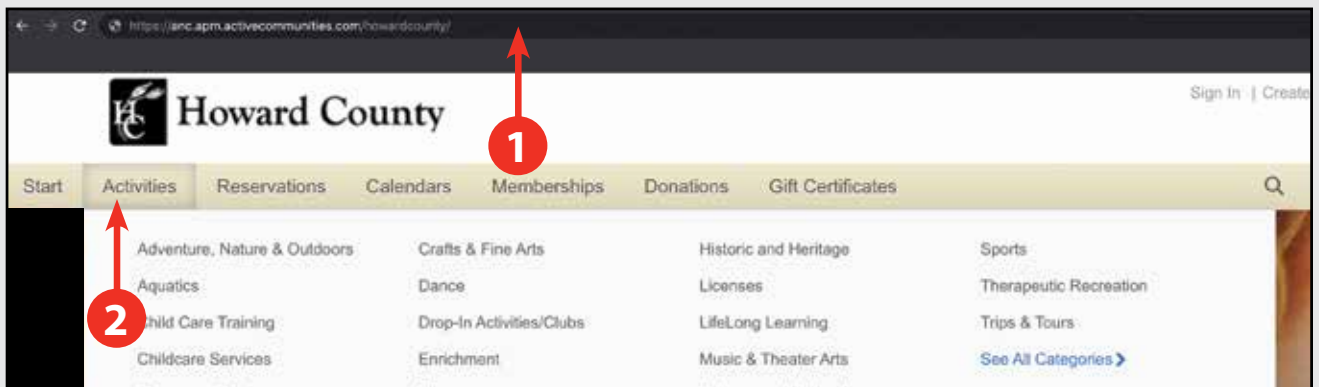 https://anc.apm.activecommunities.com/howardcounty/
HC Howard County
Sign In | Create
1
Start Activities Reservations Calendars Memberships Donations Gift Certificates
Adventure, Nature & Outdoors Crafts & Fine Arts Historic and Heritage Sports
Aquatics Dance Licenses Therapeutic Recreation
2
Child Care Training Drop-In Activities/Clubs LifeLong Learning Trips & Tours
Childcare Services Enrichment Music & Theater Arts See All Categories